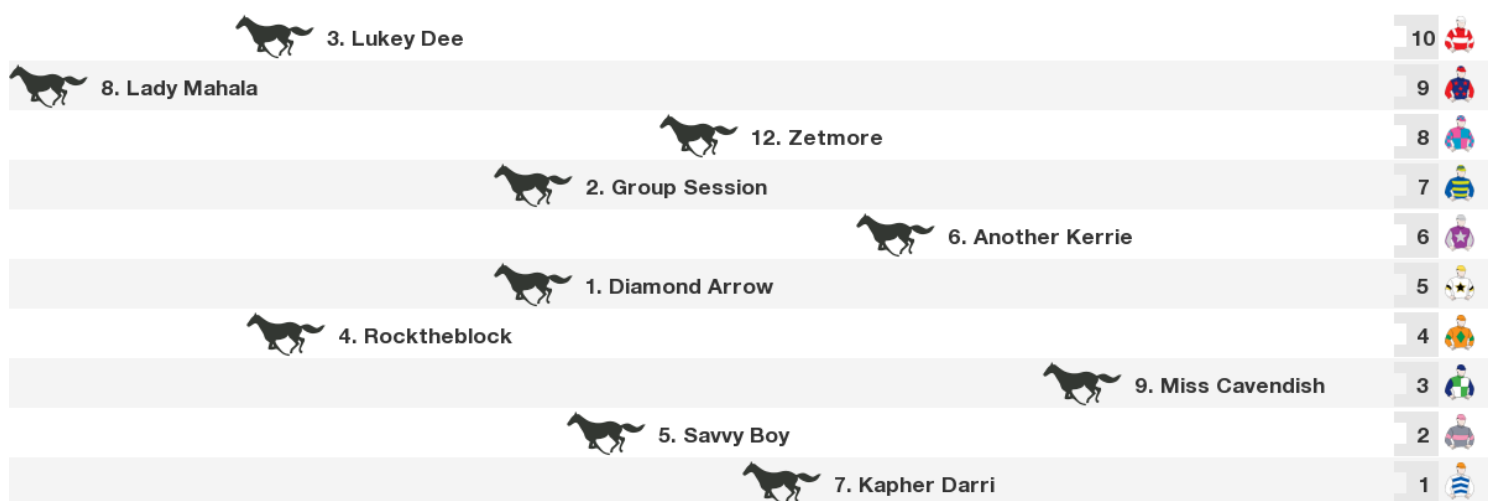 3. Lukey Dee 10
8. Lady Mahala 9
12. Zetmore 8
2. Group Session 7
6. Another Kerrie 6
1. Diamond Arrow 5
4. Rocktheblock 4
9. Miss Cavendish 3
5. Savvy Boy 2
7. Kapher Darri 1